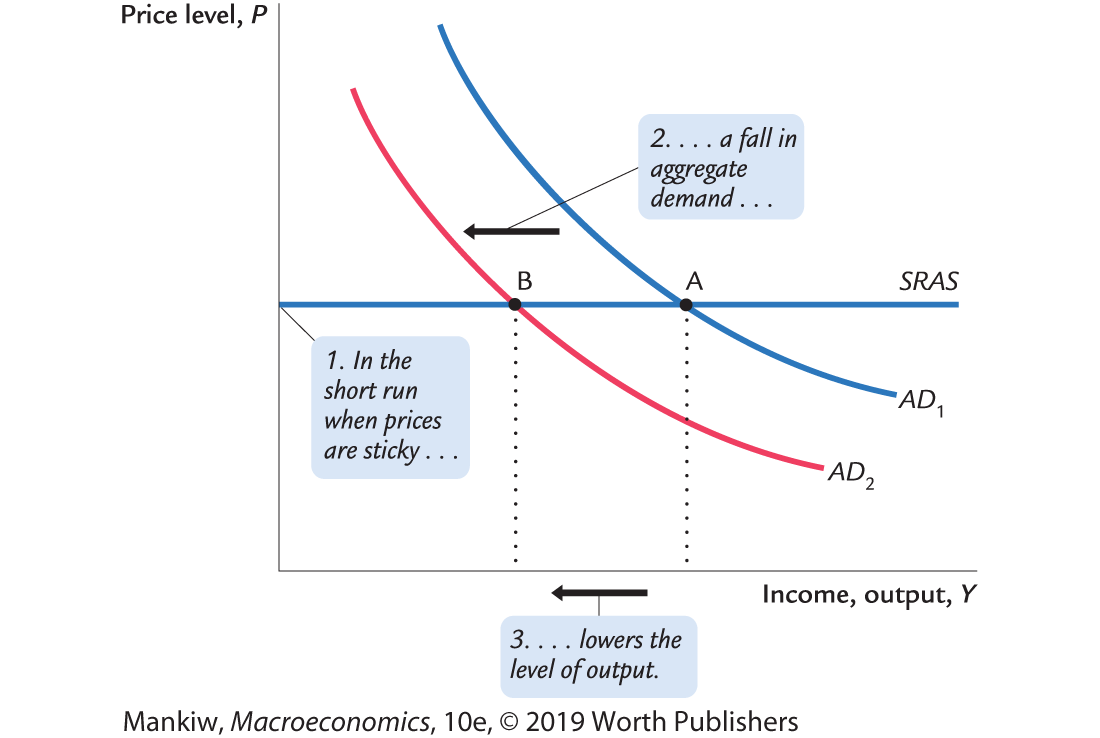 Price level, P
2. . . . a fall in
aggregate
demand . . .
B
A
SRAS
1. In the
short run
when prices
are sticky . . .
AD1
AD2
Income, output, Y
3. . . . lowers the
level of output.
Mankiw, Macroeconomics, 10e, © 2019 Worth Publishers